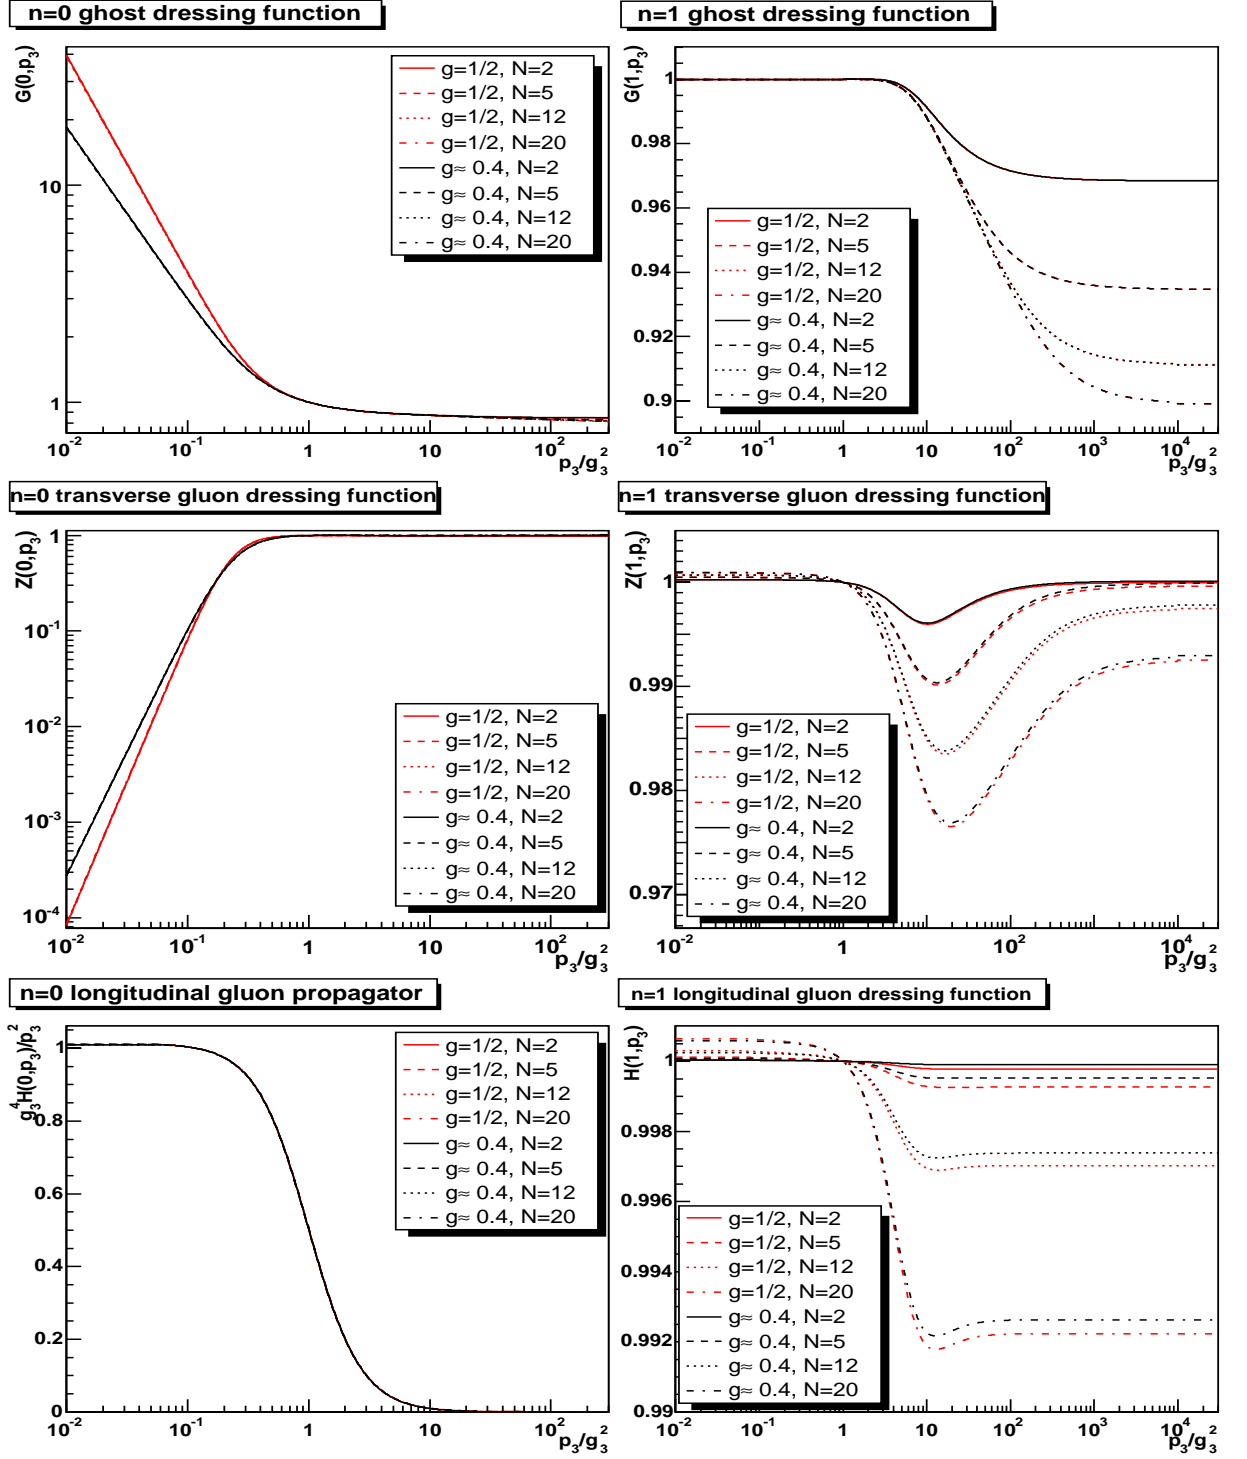 n=0 ghost dressing function
G(0,p₃)
10
1
g=1/2, N=2
g=1/2, N=5
g=1/2, N=12
g=1/2, N=20
g≈ 0.4, N=2
g≈ 0.4, N=5
g≈ 0.4, N=12
g≈ 0.4, N=20
10⁻² 10⁻¹ 1 10 10²
p₃/g₃²
n=1 ghost dressing function
G(1,p₃)
1
0.98
0.96
0.94
0.92
0.9
g=1/2, N=2
g=1/2, N=5
g=1/2, N=12
g=1/2, N=20
g≈ 0.4, N=2
g≈ 0.4, N=5
g≈ 0.4, N=12
g≈ 0.4, N=20
10⁻² 10⁻¹ 1 10 10² 10³ 10⁴
p₃/g₃²
n=0 transverse gluon dressing function
Z(0,p₃)
1
10⁻¹
10⁻²
10⁻³
10⁻⁴
g=1/2, N=2
g=1/2, N=5
g=1/2, N=12
g=1/2, N=20
g≈ 0.4, N=2
g≈ 0.4, N=5
g≈ 0.4, N=12
g≈ 0.4, N=20
10⁻² 10⁻¹ 1 10 10²
p₃/g₃²
n=1 transverse gluon dressing function
Z(1,p₃)
1
0.99
0.98
0.97
g=1/2, N=2
g=1/2, N=5
g=1/2, N=12
g=1/2, N=20
g≈ 0.4, N=2
g≈ 0.4, N=5
g≈ 0.4, N=12
g≈ 0.4, N=20
10⁻² 1 10² 10⁴
p₃/g₃²
n=0 longitudinal gluon propagator
g₃⁴H(0,p₃)/p₃²
1
0.8
0.6
0.4
0.2
0
g=1/2, N=2
g=1/2, N=5
g=1/2, N=12
g=1/2, N=20
g≈ 0.4, N=2
g≈ 0.4, N=5
g≈ 0.4, N=12
g≈ 0.4, N=20
10⁻² 10⁻¹ 1 10 10²
p₃/g₃²
n=1 longitudinal gluon dressing function
H(1,p₃)
1
0.998
0.996
0.994
0.992
0.99
g=1/2, N=2
g=1/2, N=5
g=1/2, N=12
g=1/2, N=20
g≈ 0.4, N=2
g≈ 0.4, N=5
g≈ 0.4, N=12
g≈ 0.4, N=20
10⁻² 10⁻¹ 1 10 10² 10³ 10⁴
p₃/g₃²